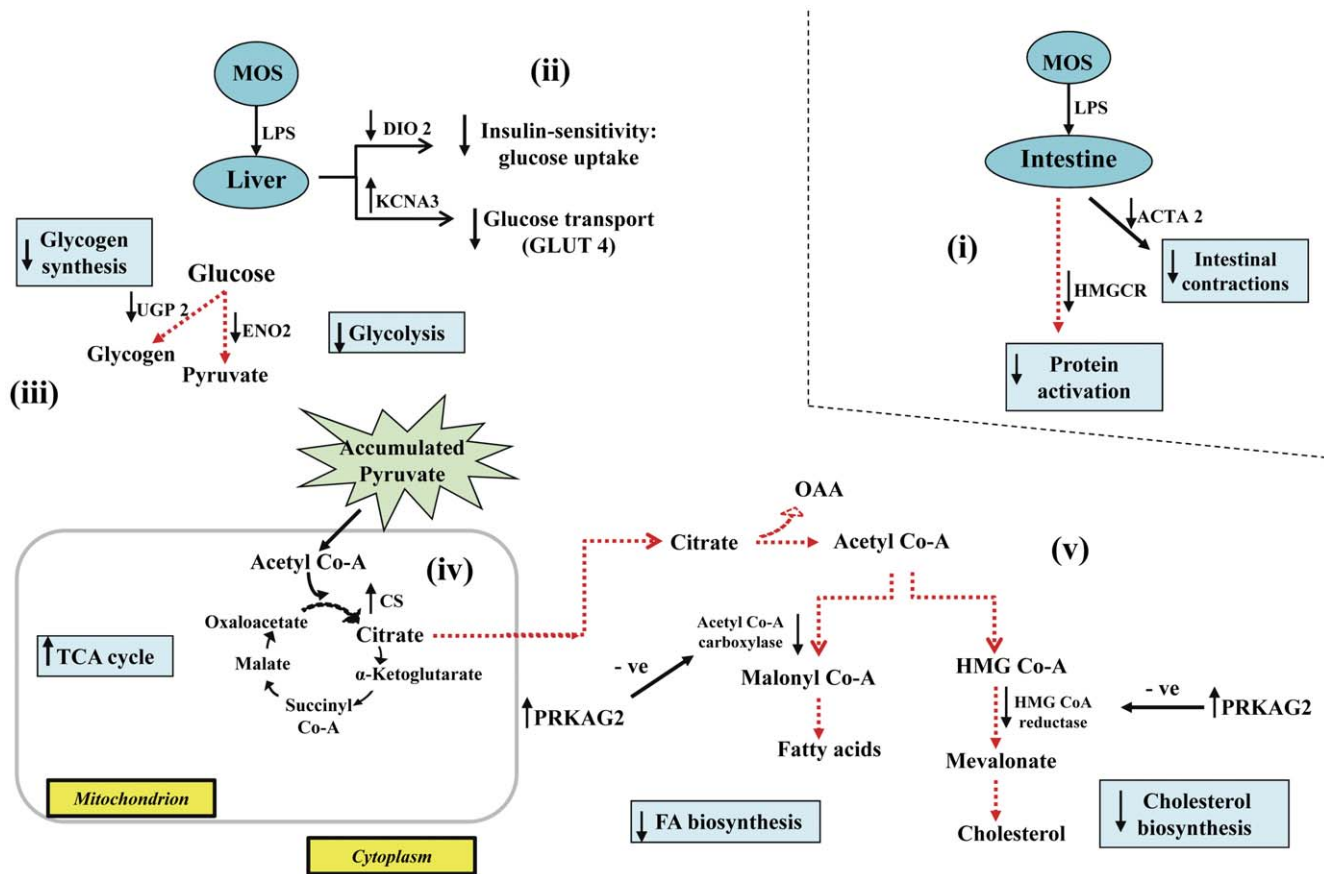 MOS
LPS
Liver
(ii)
DIO 2
KCNA3
Insulin-sensitivity:
glucose uptake
Glucose transport
(GLUT 4)
MOS
LPS
Intestine
(i)
ACTA 2
Intestinal
contractions
HMGCR
Protein
activation
Glycogen
synthesis
Glucose
UGP 2
ENO2
Glycogen
Pyruvate
Glycolysis
(iii)
Accumulated
Pyruvate
Acetyl Co-A
(iv)
CS
Oxaloacetate
Citrate
TCA cycle
Malate
α-Ketoglutarate
Succinyl
Co-A
Mitochondrion
Cytoplasm
OAA
Citrate
Acetyl Co-A
(v)
Acetyl Co-A
carboxylase
- ve
PRKAG2
Malonyl Co-A
Fatty acids
FA biosynthesis
HMG Co-A
HMG CoA
reductase
- ve
PRKAG2
Mevalonate
Cholesterol
Cholesterol
biosynthesis